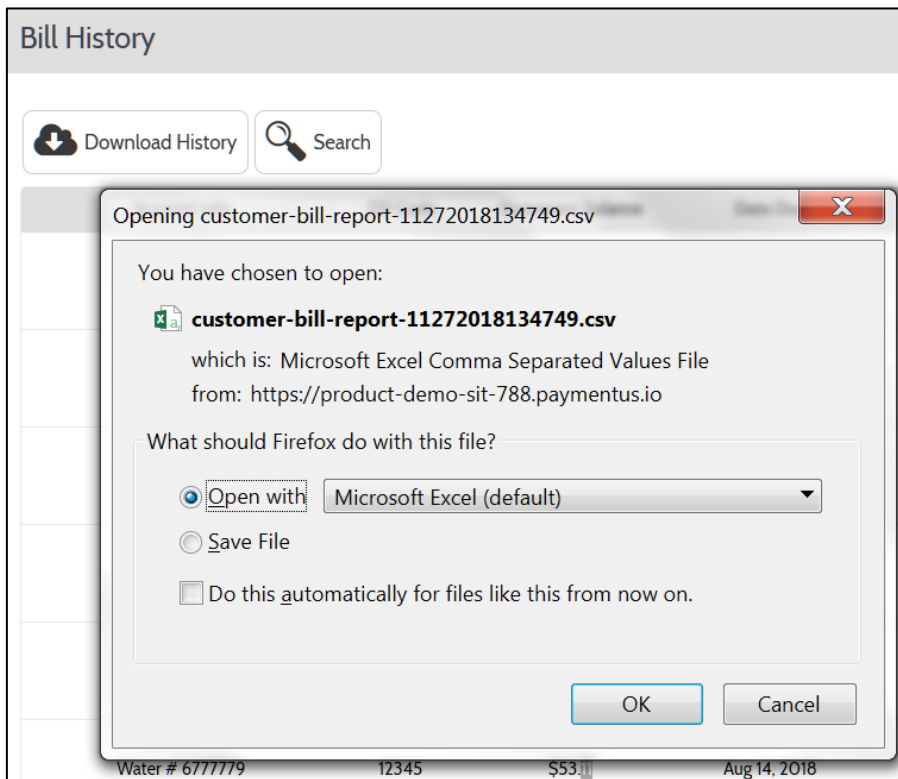 Bill History
Download History
Search
Opening customer-bill-report-11272018134749.csv
You have chosen to open:
customer-bill-report-11272018134749.csv
which is: Microsoft Excel Comma Separated Values File
from: https://product-demo-sit-788.paymentus.io
What should Firefox do with this file?
Open with
Microsoft Excel (default)
Save File
Do this automatically for files like this from now on.
OK
Cancel
Water # 6777779 12345 Aug 14, 2018